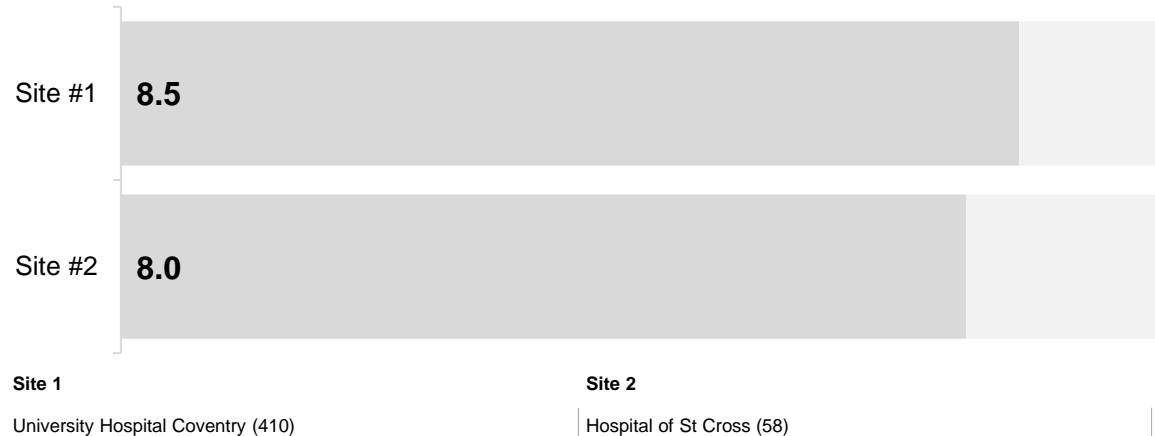 Site #1 8.5
Site #2 8.0
Site 1 Site 2
University Hospital Coventry (410) Hospital of St Cross (58)